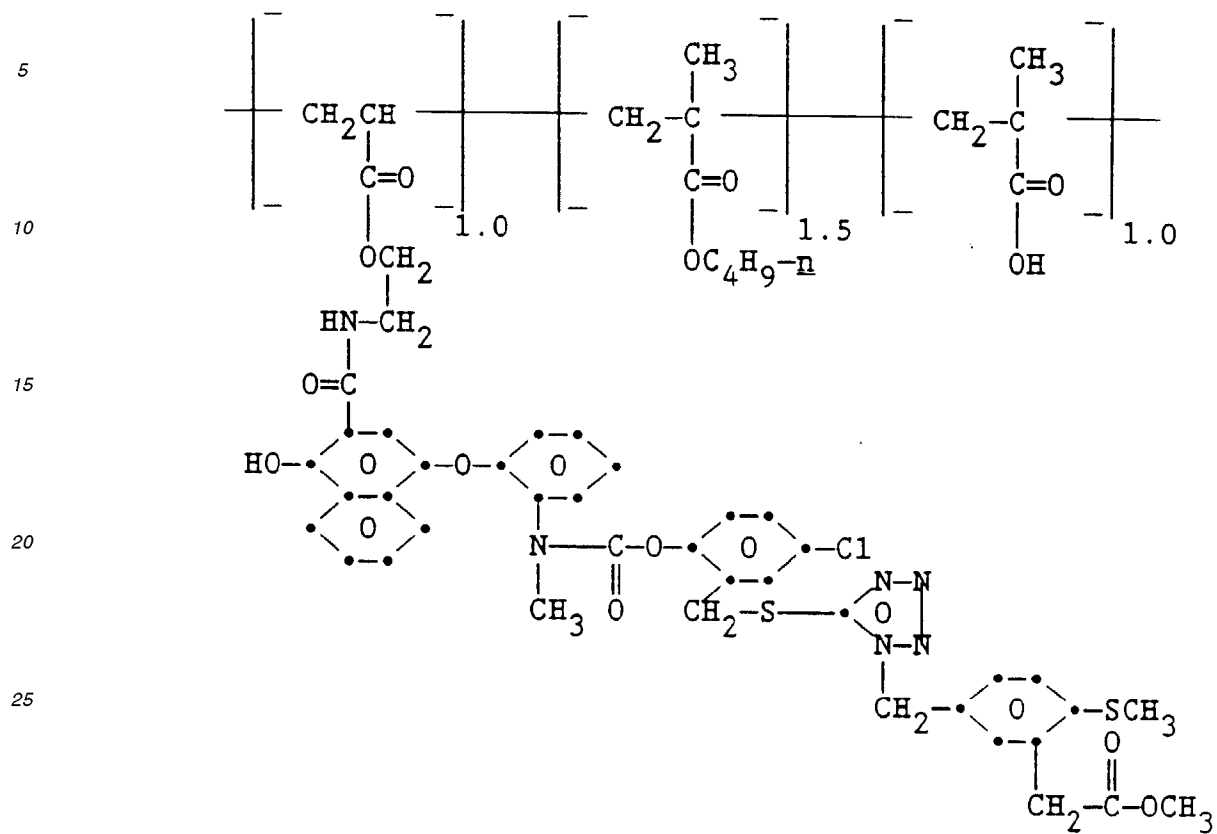 CH3 CH3
5
CH2CH CH2-C CH2-C
C=O C=O C=O
10 1.0 1.5 1.0
OCH2 OC4H9-n OH
HN-CH2
15 O=C
HO- O -O- O
O
20 N-C-O- O -Cl
N-N
CH3 O CH2-S- O
N-N
25 CH2- O -SCH3
O
CH2-C-OCH3